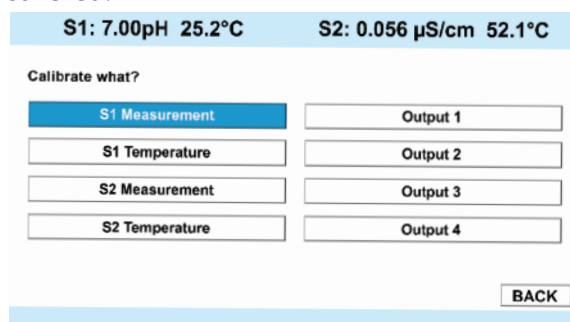 S1: 7.00pH 25.2°C S2: 0.056 µS/cm 52.1°C
Calibrate what?
S1 Measurement Output 1
S1 Temperature Output 2
S2 Measurement Output 3
S2 Temperature Output 4
BACK